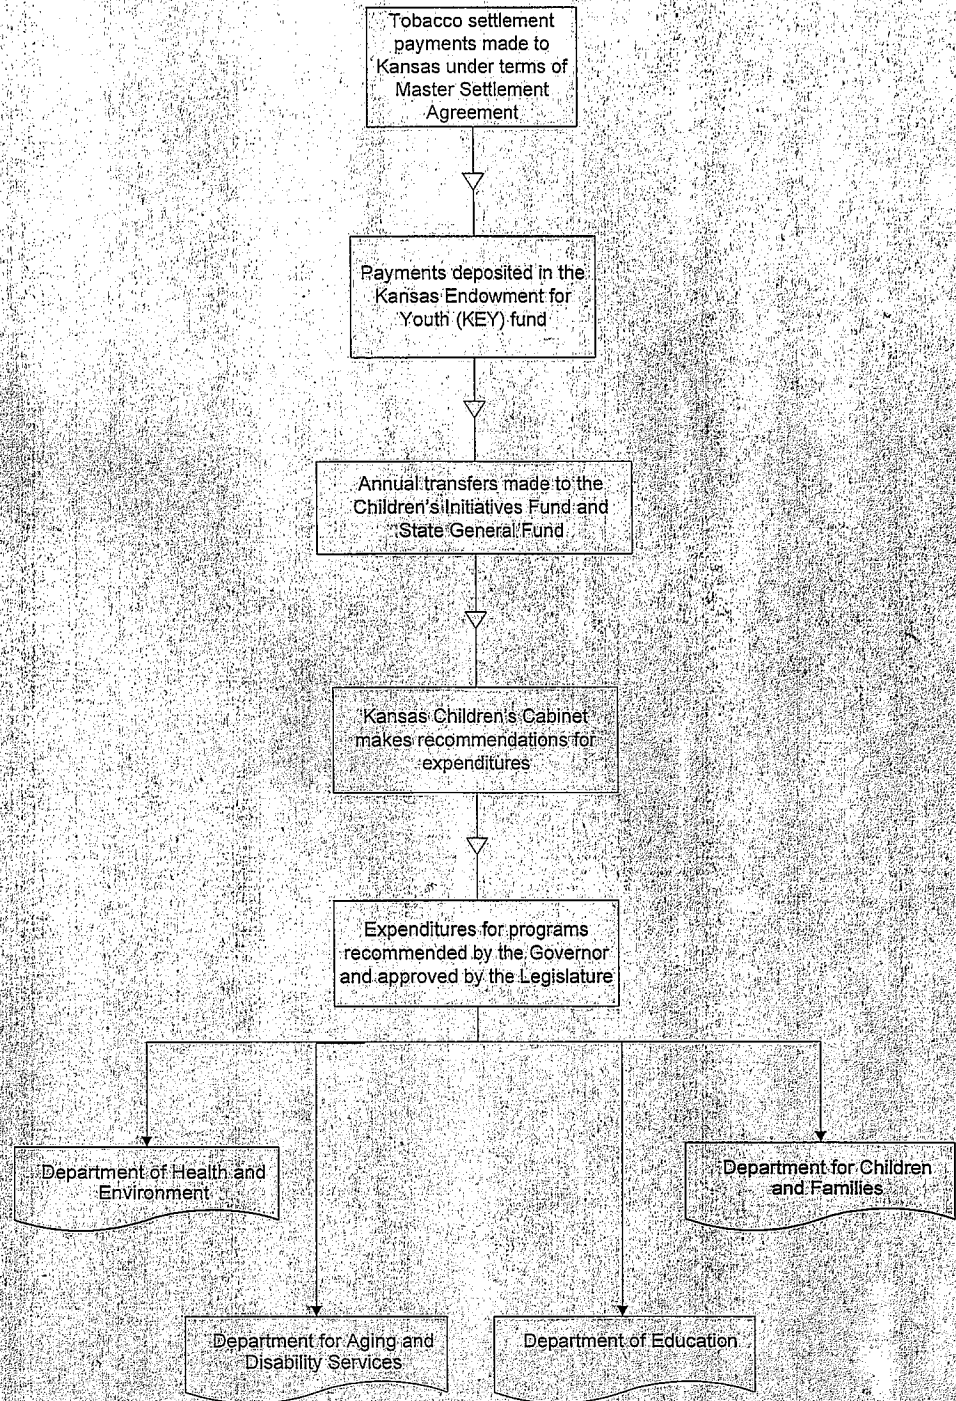 Tobacco settlement
payments made to
Kansas under terms of
Master Settlement
Agreement
Payments deposited in the
Kansas Endowment for
Youth (KEY) fund
Annual transfers made to the
Children's Initiatives Fund and
State General Fund
Kansas Children's Cabinet
makes recommendations for
expenditures
Expenditures for programs
recommended by the Governor
and approved by the Legislature
Department of Health and
Environment
Department for Children
and Families
Department for Aging and
Disability Services
Department of Education